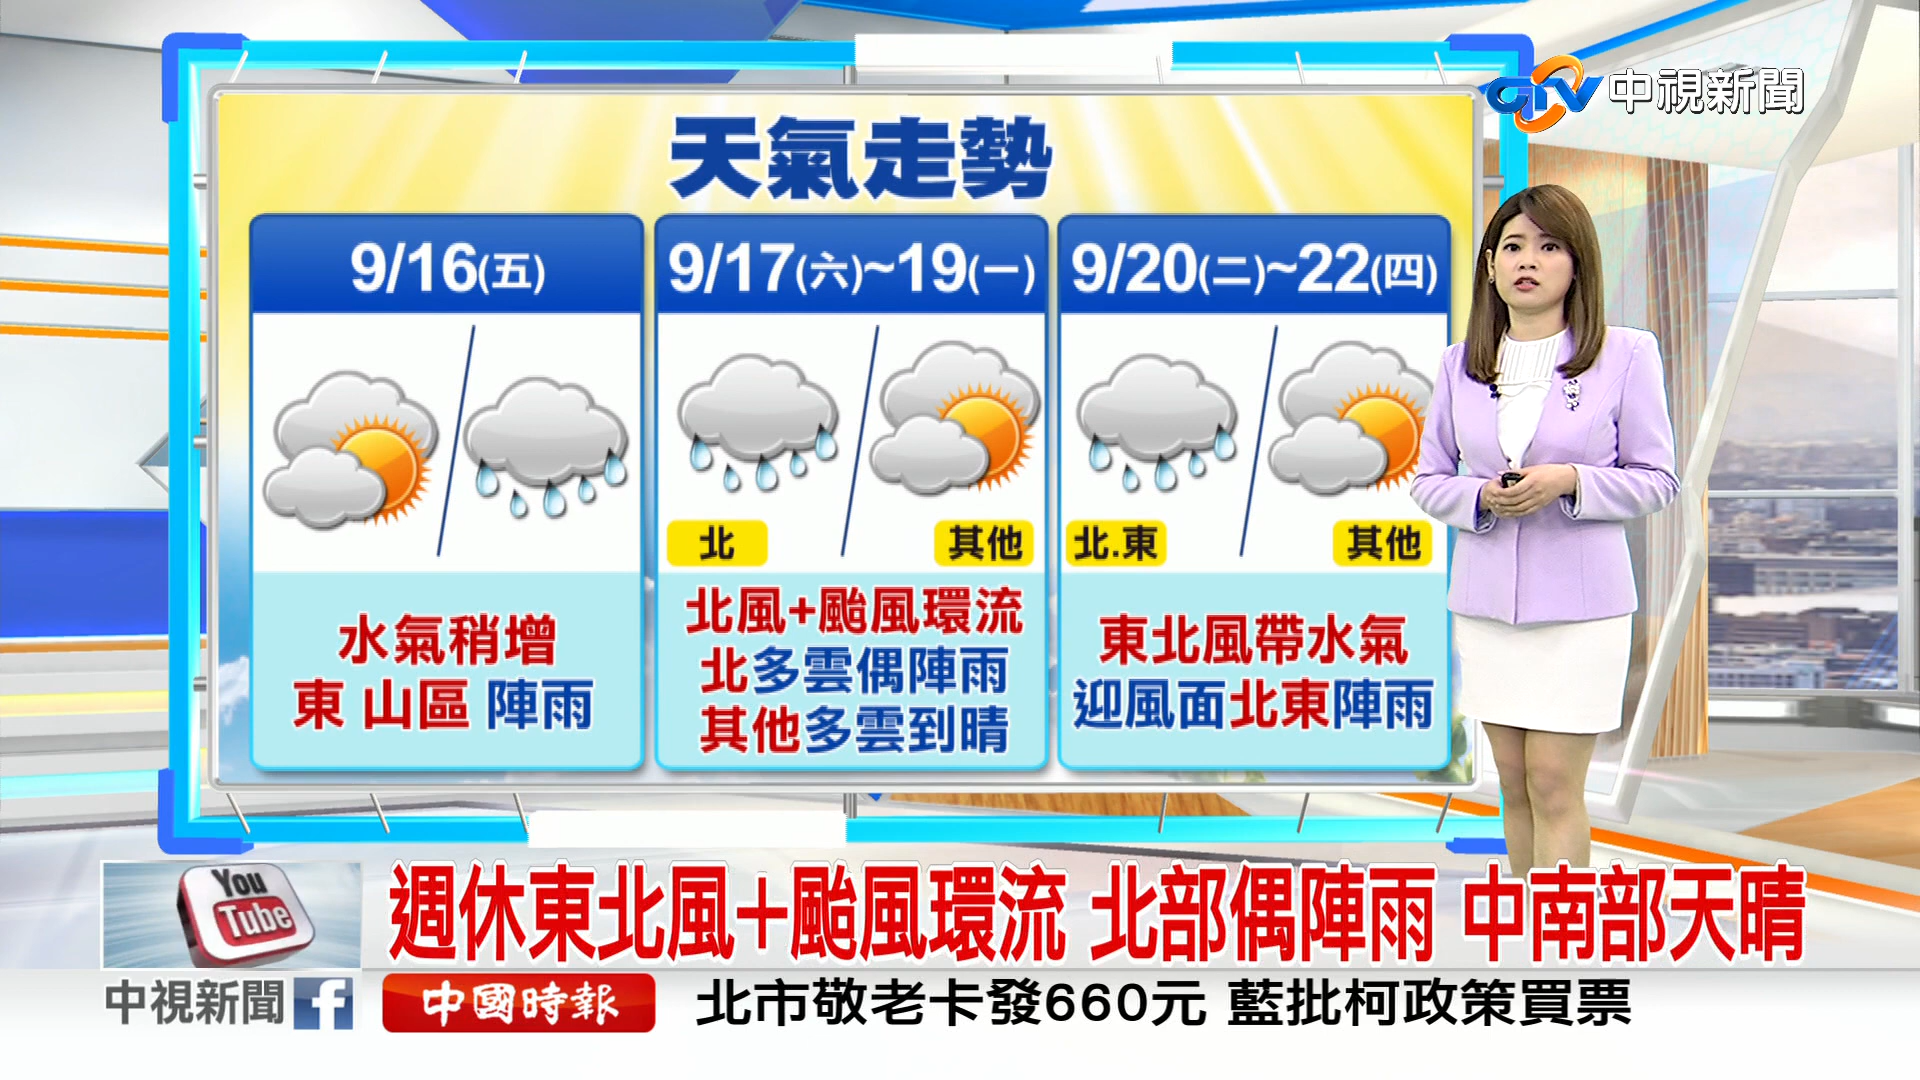 CTV中視新聞
天氣走勢
9/16(五)
水氣稍增
東 山區 陣雨
9/17(六)~19(一)
北
其他
北風+颱風環流
北多雲偶陣雨
其他多雲到晴
9/20(二)~22(四)
北.東
其他
東北風帶水氣
迎風面北東陣雨
You
Tube
週休東北風+颱風環流 北部偶陣雨 中南部天晴
中視新聞 f
中國時報
北市敬老卡發660元 藍批柯政策買票